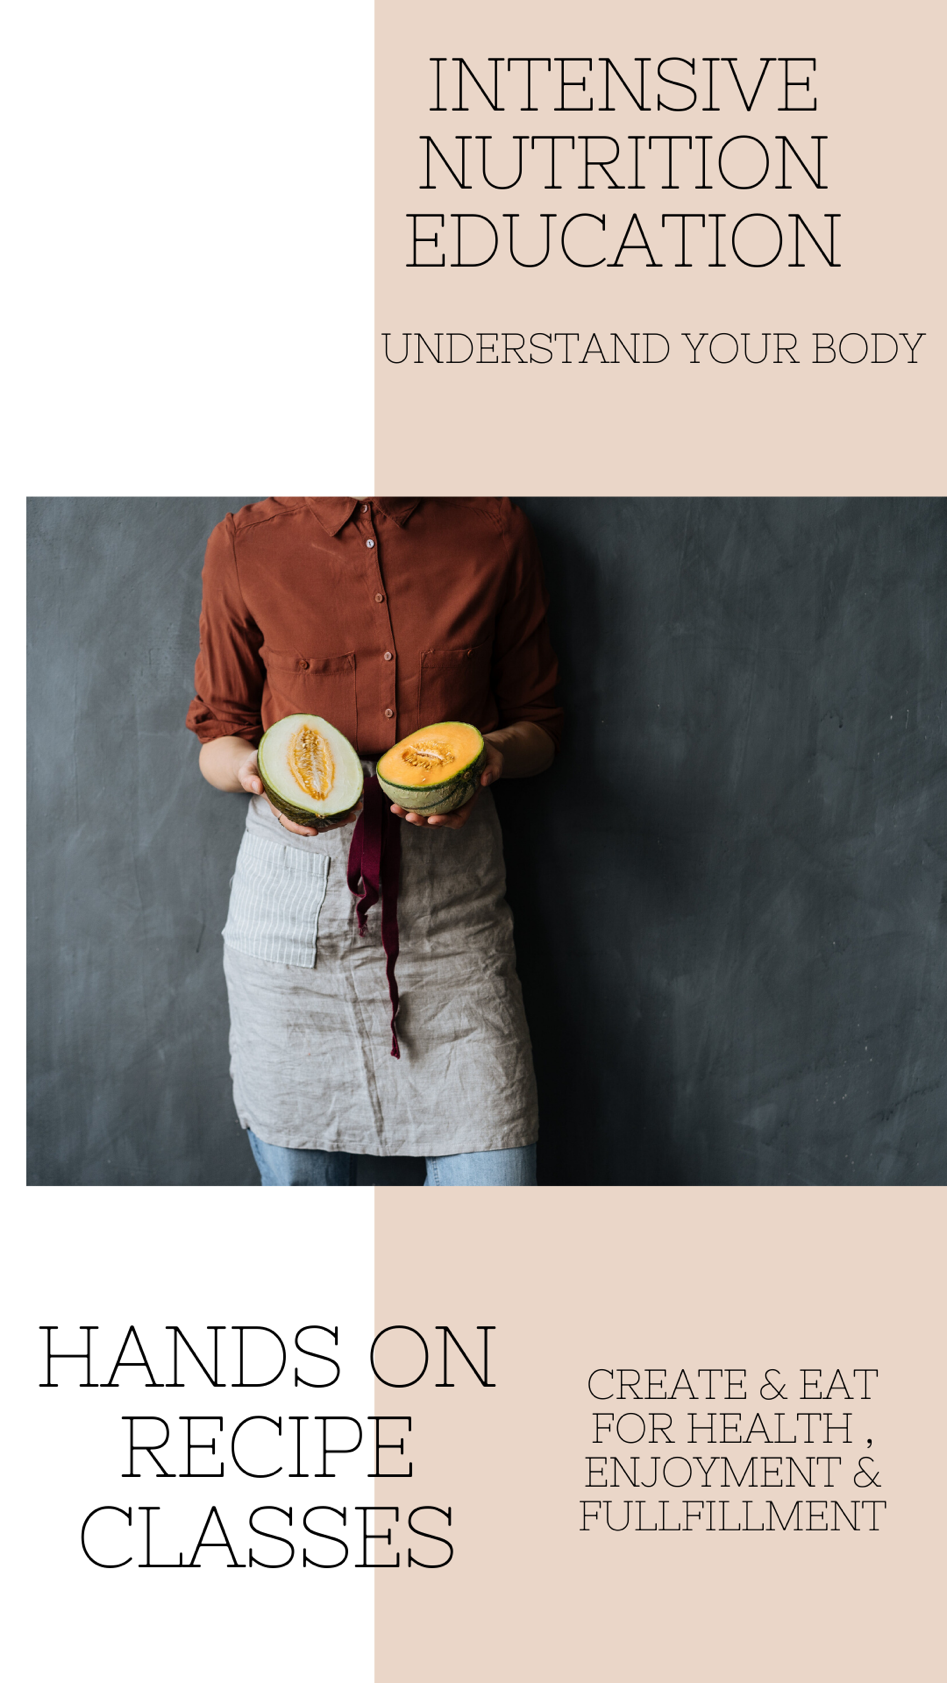 INTENSIVE
NUTRITION
EDUCATION
UNDERSTAND YOUR BODY
HANDS ON
RECIPE
CLASSES
CREATE & EAT
FOR HEALTH ,
ENJOYMENT &
FULLFILLMENT